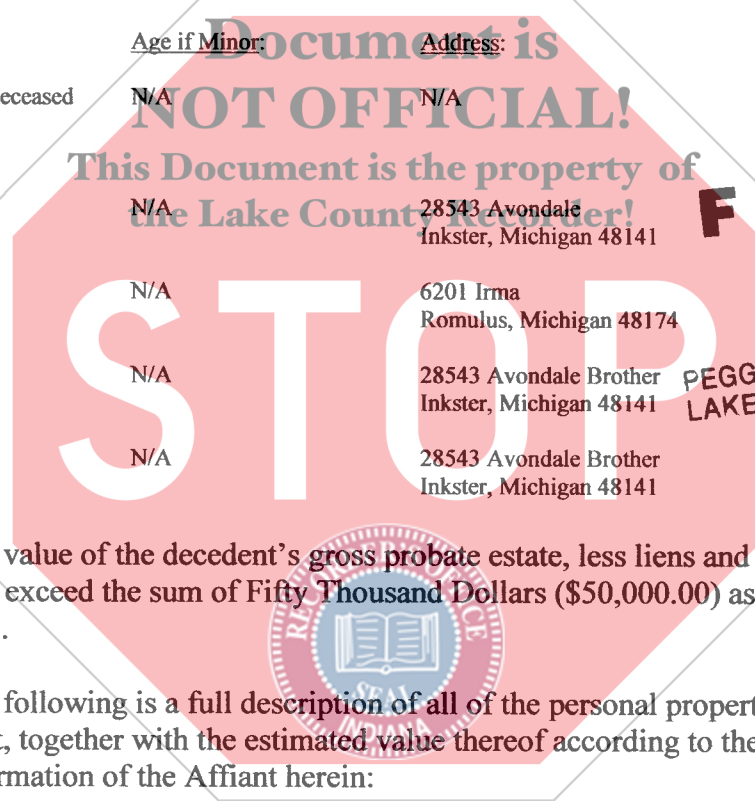 Age if Minor: Address:
Document is
eceased N/A N/A
NOT OFFICIAL!
This Document is the property of
the Lake County Recorder!
N/A 28543 Avondale
Inkster, Michigan 48141
F
N/A 6201 Irma
Romulus, Michigan 48174
STOP
N/A 28543 Avondale Brother
Inkster, Michigan 48141
PEGG
LAKE
N/A 28543 Avondale Brother
Inkster, Michigan 48141
value of the decedent's gross probate estate, less liens and
exceed the sum of Fifty Thousand Dollars ($50,000.00) as
.
RECORDER'S OFFICE
SEAL
INDIANA
following is a full description of all of the personal propert
t, together with the estimated value thereof according to the
rmation of the Affiant herein: